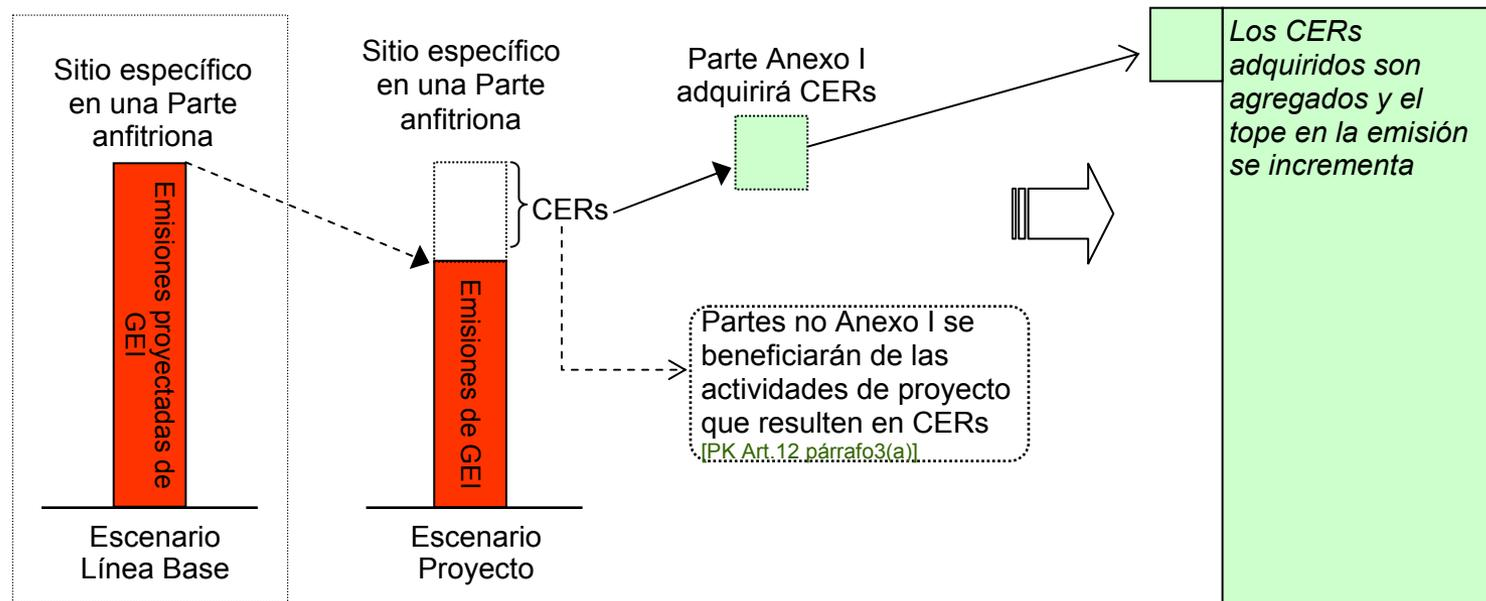 Sitio específico
en una Parte
anfitriona
Emisiones proyectadas de
GEI
Escenario
Línea Base
Sitio específico
en una Parte
anfitriona
CERs
Emisiones de GEI
Escenario
Proyecto
Parte Anexo I
adquirirá CERs
Partes no Anexo I se
beneficiarán de las
actividades de proyecto
que resulten en CERs
[PK Art.12 párrafo3(a)]
Los CERs
adquiridos son
agregados y el
tope en la emisión
se incrementa